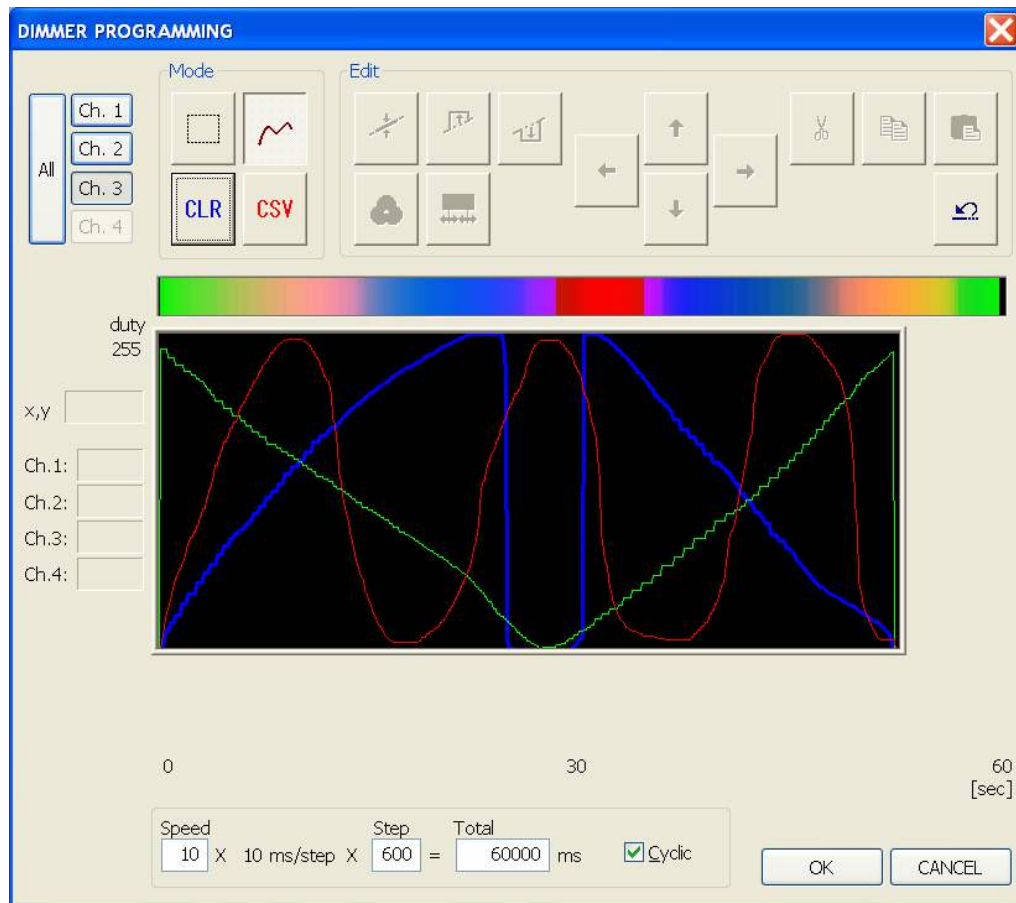 DIMMER PROGRAMMING
Mode
Edit
All
Ch. 1
Ch. 2
Ch. 3
Ch. 4
CLR
CSV
duty
255
x,y
Ch.1:
Ch.2:
Ch.3:
Ch.4:
0 30 60
[sec]
Speed Step Total
10 X 10 ms/step X 600 = 60000 ms Cyclic
OK CANCEL